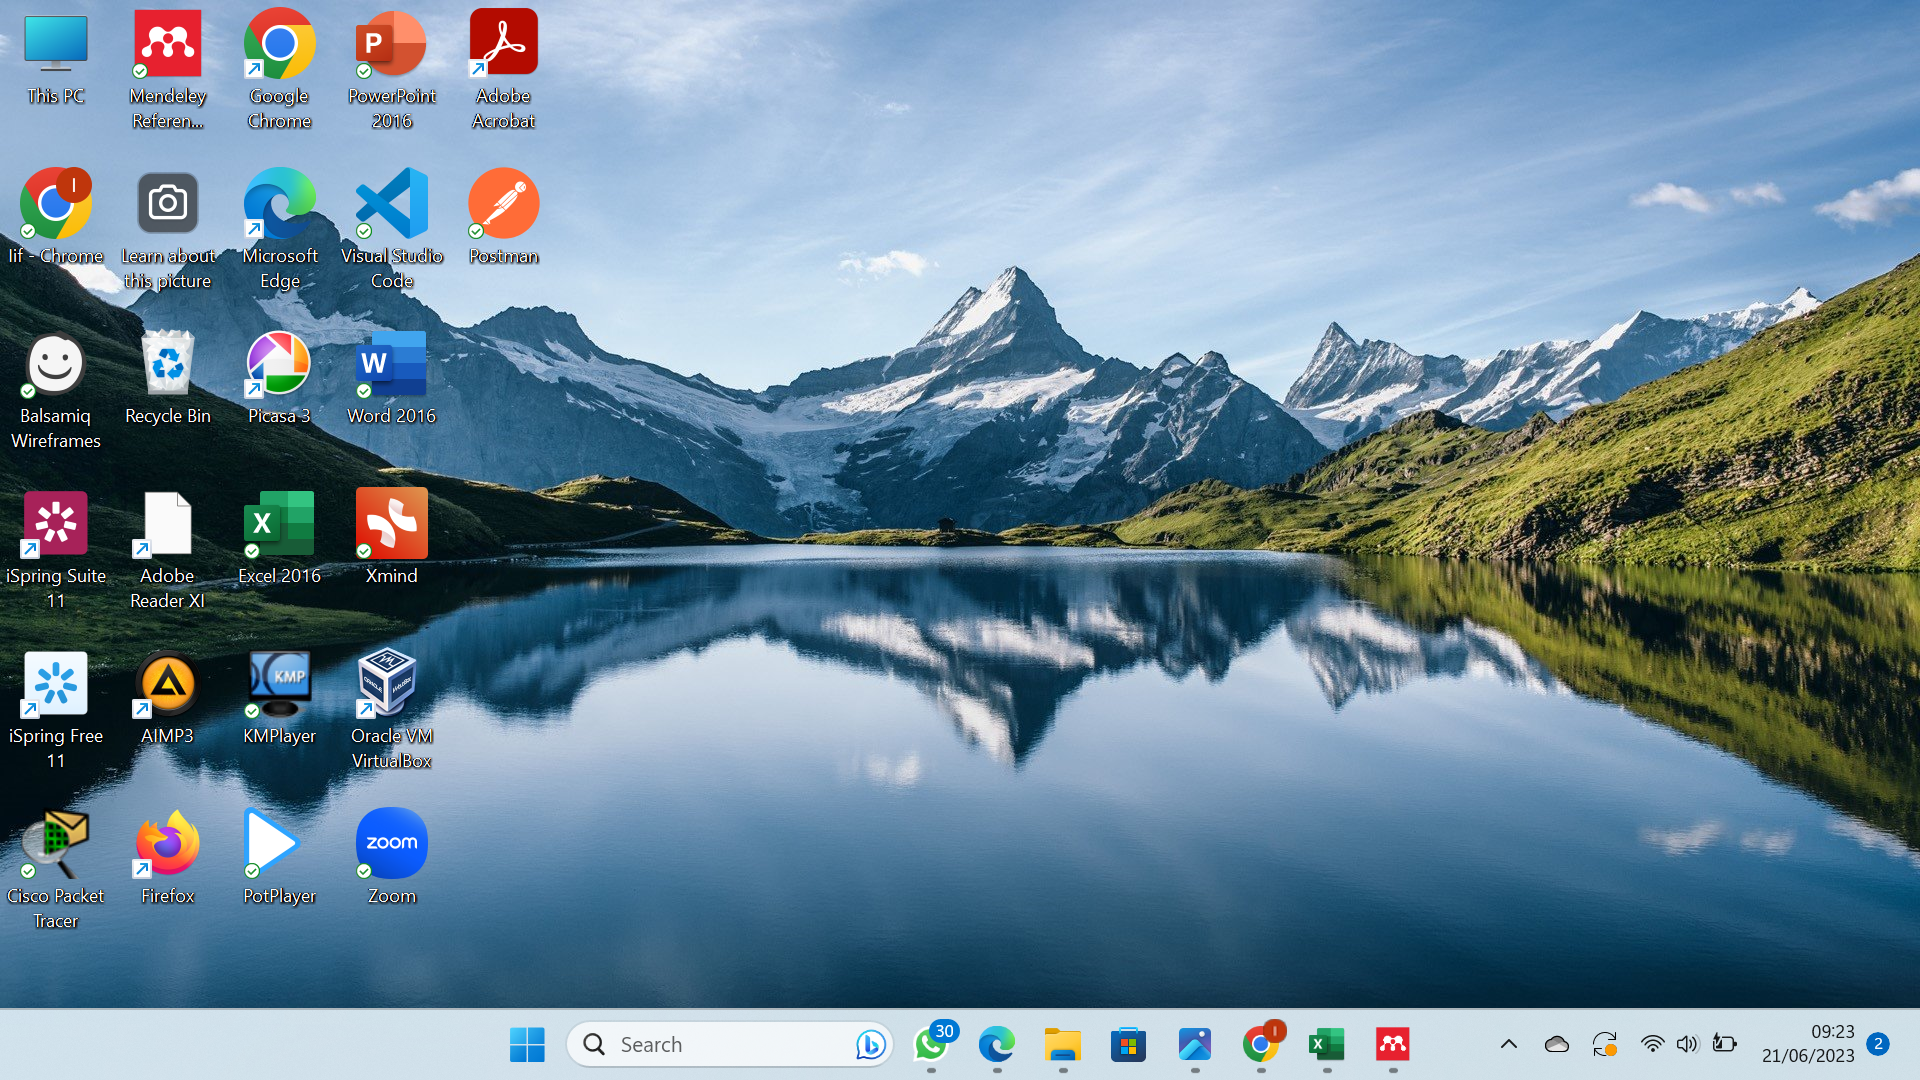 This PC
Mendeley
Referen...
Google
Chrome
P
PowerPoint
2016
Adobe
Acrobat
I
Iif - Chrome
Learn about
this picture
Microsoft
Edge
Visual Studio
Code
Postman
Balsamiq
Wireframes
Recycle Bin
Picasa 3
W
Word 2016
iSpring Suite
11
Adobe
Reader XI
X
Excel 2016
Xmind
iSpring Free
11
AIMP3
KMP
KMPlayer
Oracle VM
VirtualBox
Cisco Packet
Tracer
Firefox
PotPlayer
zoom
Zoom
Search
30
I
X
09:23
21/06/2023
2